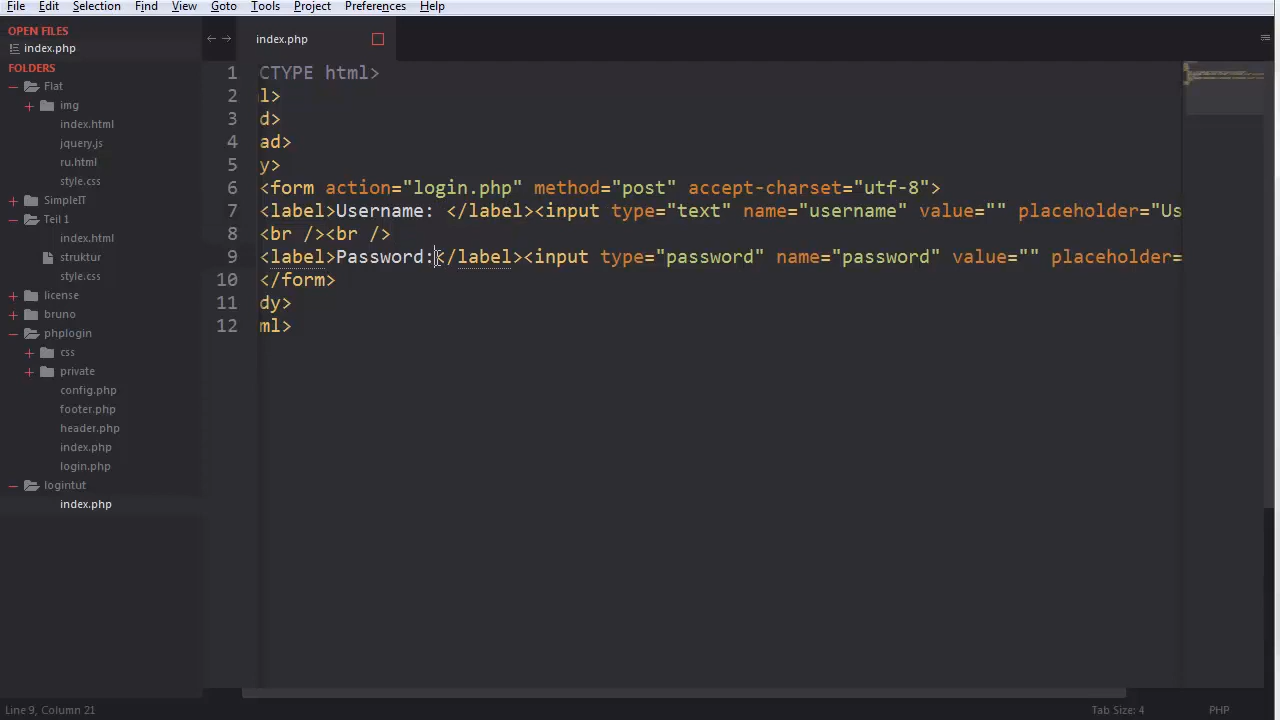 File Edit Selection Find View Goto Tools Project Preferences Help
OPEN FILES
index.php
FOLDERS
Flat
img
index.html
jquery.js
ru.html
style.css
SimpleIT
Teil 1
index.html
struktur
style.css
license
bruno
phplogin
css
private
config.php
footer.php
header.php
index.php
login.php
logintut
index.php
index.php
1 CTYPE html>
2 l>
3 d>
4 ad>
5 y>
6 <form action="login.php" method="post" accept-charset="utf-8">
7 <label>Username: </label><input type="text" name="username" value="" placeholder="Us
8 <br /><br />
9 <label>Password:</label><input type="password" name="password" value="" placeholder=
10 </form>
11 dy>
12 ml>
Line 9, Column 21 Tab Size: 4 PHP